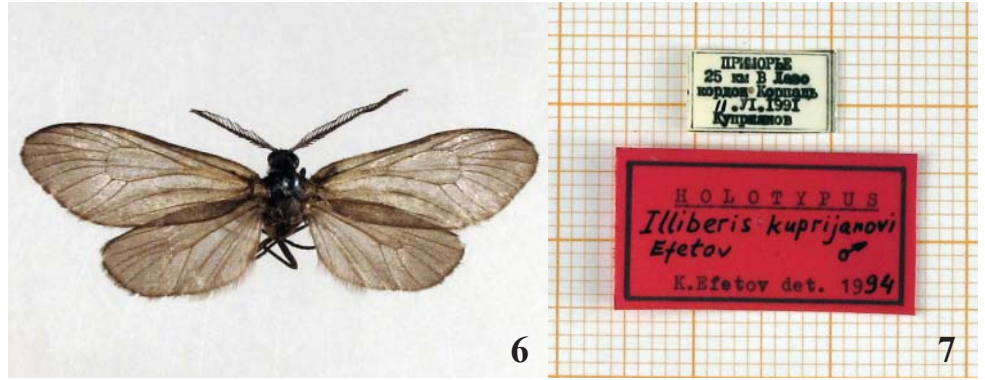 ПРИМОРЬЕ
25 км В Лазо
кордон Корпадь
11.VI.1991
Куприянов
HOLOTYPUS
Illiberis kuprijanovi
Efetov ♂
K.Efetov det. 1994
6
7